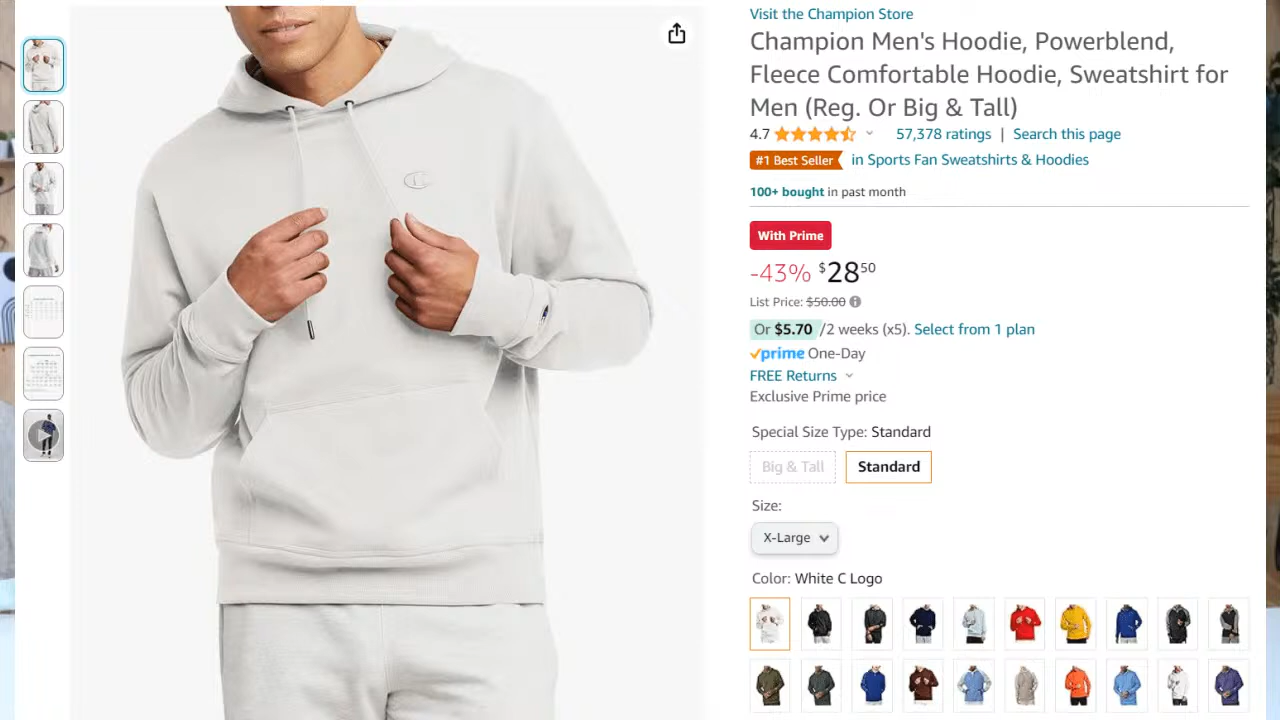 Visit the Champion Store
Champion Men's Hoodie, Powerblend,
Fleece Comfortable Hoodie, Sweatshirt for
Men (Reg. Or Big & Tall)
4.7 57,378 ratings | Search this page
#1 Best Seller in Sports Fan Sweatshirts & Hoodies
100+ bought in past month
With Prime
-43% $28 50
List Price: $50.00
Or $5.70 /2 weeks (x5). Select from 1 plan
prime One-Day
FREE Returns
Exclusive Prime price
Special Size Type: Standard
Big & Tall Standard
Size:
X-Large
Color: White C Logo